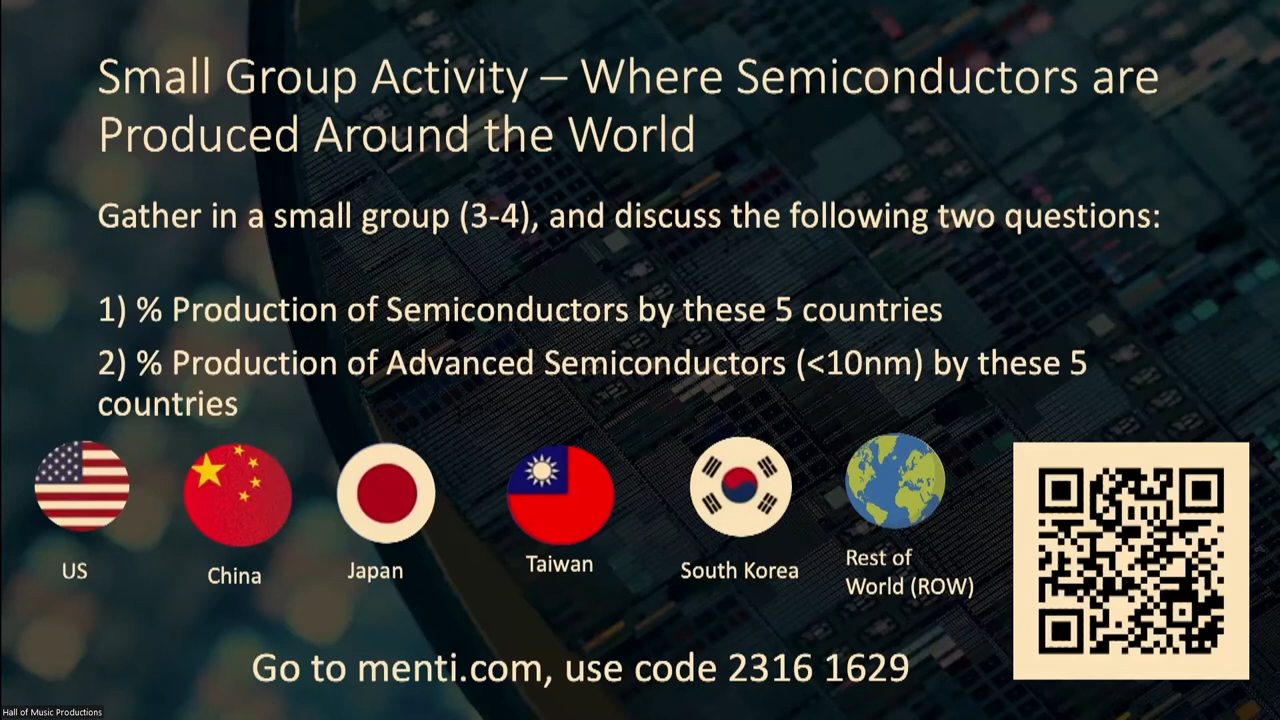 Small Group Activity – Where Semiconductors are
Produced Around the World
Gather in a small group (3-4), and discuss the following two questions:
1) % Production of Semiconductors by these 5 countries
2) % Production of Advanced Semiconductors (<10nm) by these 5
countries
US
China
Japan
Taiwan
South Korea
Rest of
World (ROW)
Go to menti.com, use code 2316 1629
Hall of Music Productions